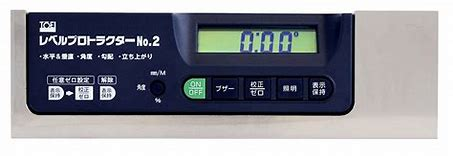 TOEI
レベルプロトラクターNo.2
・水平&垂直・角度・勾配・立ち上がり
任意ゼロ設定 解除
表示保持 校正ゼロ 表示保持
角度 mm/M %
ON/OFF ブザー 校正ゼロ 照明 表示保持
0.00°